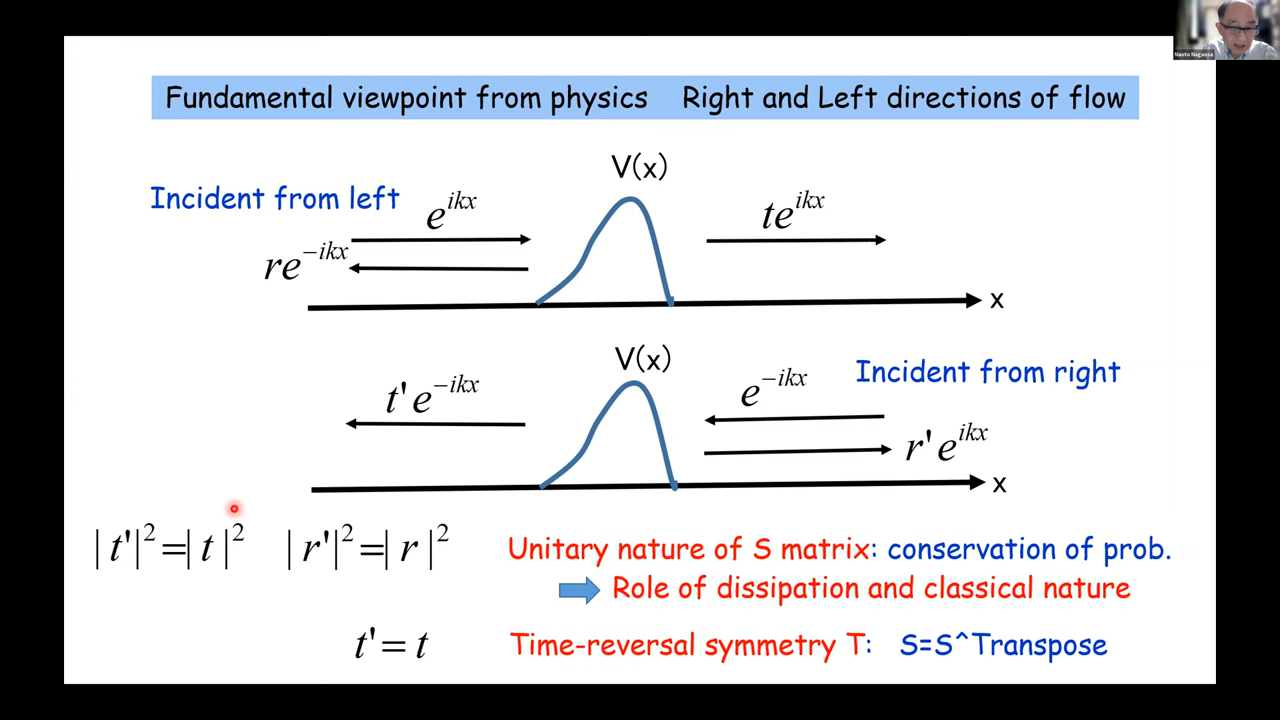 Naoto Nagaosa
Fundamental viewpoint from physics Right and Left directions of flow
V(x)
Incident from left
e^{ikx}
te^{ikx}
re^{-ikx}
x
V(x)
Incident from right
t'e^{-ikx}
e^{-ikx}
r'e^{ikx}
x
|t'|^2=|t|^2 |r'|^2=|r|^2 Unitary nature of S matrix: conservation of prob.
Role of dissipation and classical nature
t'=t Time-reversal symmetry T: S=S^Transpose